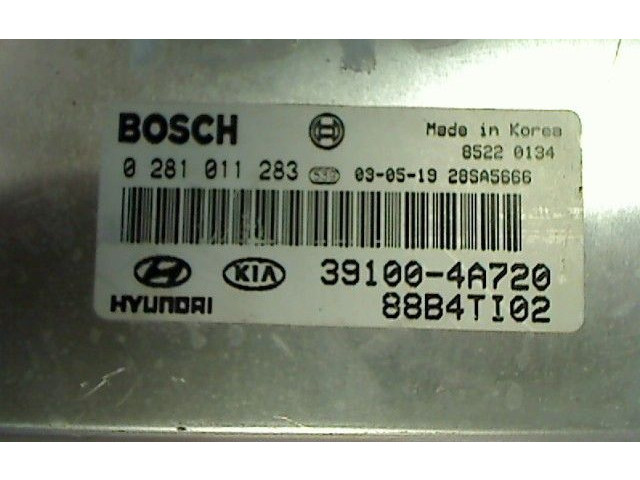 BOSCH
Made in Korea
8522 0134
0 281 011 283 03-05-19 28SA5666
KIA 39100-4A720
HYUNDAI 88B4TI02